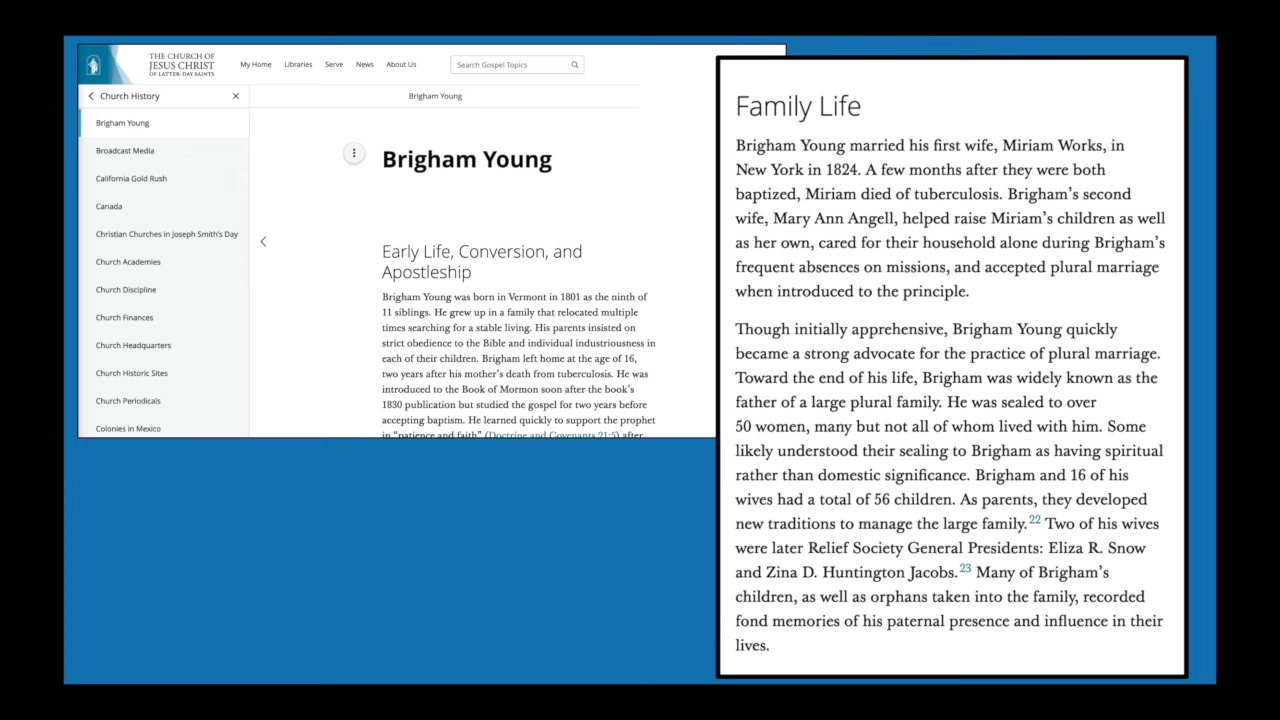 THE CHURCH OF
JESUS CHRIST
OF LATTER-DAY SAINTS
My Home
Libraries
Serve
News
About Us
Search Gospel Topics
Church History
Brigham Young
Broadcast Media
California Gold Rush
Canada
Christian Churches in Joseph Smith's Day
Church Academies
Church Discipline
Church Finances
Church Headquarters
Church Historic Sites
Church Periodicals
Colonies in Mexico
Brigham Young
Brigham Young
Early Life, Conversion, and
Apostleship
Brigham Young was born in Vermont in 1801 as the ninth of
11 siblings. He grew up in a family that relocated multiple
times searching for a stable living. His parents insisted on
strict obedience to the Bible and individual industriousness in
each of their children. Brigham left home at the age of 16,
two years after his mother's death from tuberculosis. He was
introduced to the Book of Mormon soon after the book's
1830 publication but studied the gospel for two years before
accepting baptism. He learned quickly to support the prophet
in "patience and faith" (Doctrine and Covenants 21:5) after
Family Life
Brigham Young married his first wife, Miriam Works, in
New York in 1824. A few months after they were both
baptized, Miriam died of tuberculosis. Brigham's second
wife, Mary Ann Angell, helped raise Miriam's children as well
as her own, cared for their household alone during Brigham's
frequent absences on missions, and accepted plural marriage
when introduced to the principle.
Though initially apprehensive, Brigham Young quickly
became a strong advocate for the practice of plural marriage.
Toward the end of his life, Brigham was widely known as the
father of a large plural family. He was sealed to over
50 women, many but not all of whom lived with him. Some
likely understood their sealing to Brigham as having spiritual
rather than domestic significance. Brigham and 16 of his
wives had a total of 56 children. As parents, they developed
new traditions to manage the large family.22 Two of his wives
were later Relief Society General Presidents: Eliza R. Snow
and Zina D. Huntington Jacobs.23 Many of Brigham's
children, as well as orphans taken into the family, recorded
fond memories of his paternal presence and influence in their
lives.